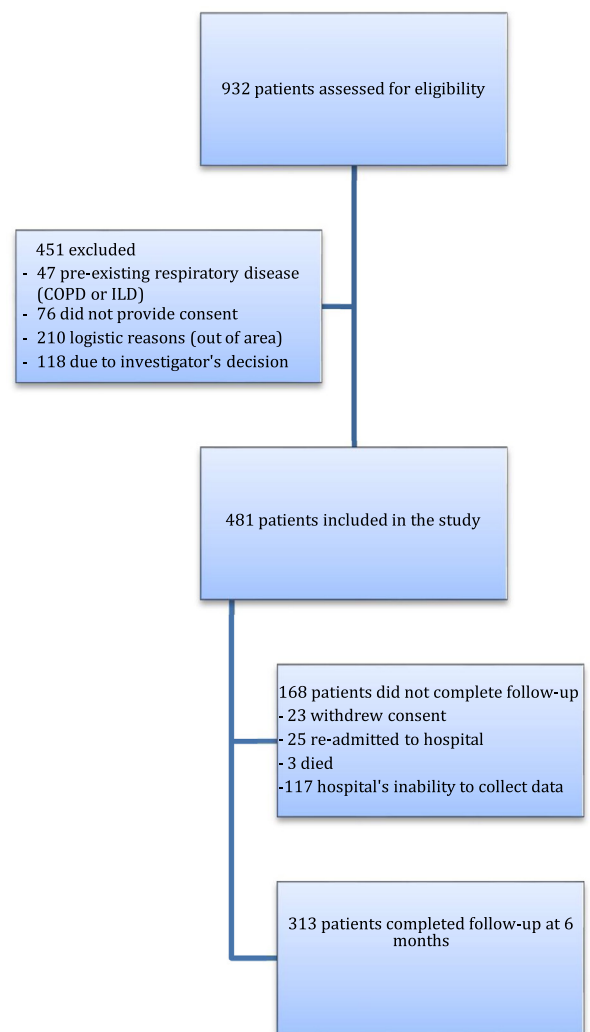 932 patients assessed for eligibility
451 excluded
- 47 pre-existing respiratory disease
(COPD or ILD)
- 76 did not provide consent
- 210 logistic reasons (out of area)
- 118 due to investigator's decision
481 patients included in the study
168 patients did not complete follow-up
- 23 withdrew consent
- 25 re-admitted to hospital
- 3 died
-117 hospital's inability to collect data
313 patients completed follow-up at 6
months